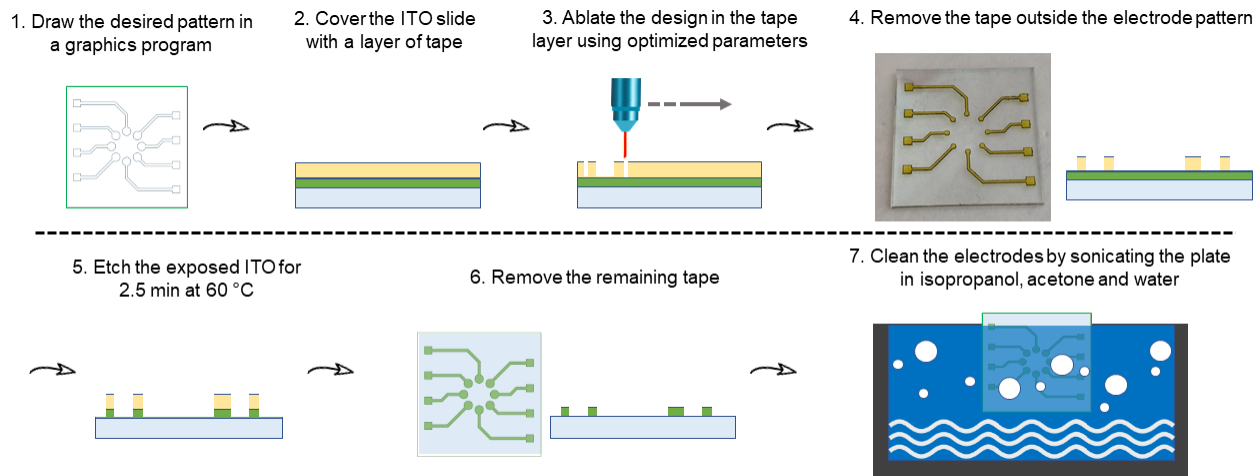 1. Draw the desired pattern in
a graphics program
2. Cover the ITO slide
with a layer of tape
3. Ablate the design in the tape
layer using optimized parameters
4. Remove the tape outside the electrode pattern
5. Etch the exposed ITO for
2.5 min at 60 °C
6. Remove the remaining tape
7. Clean the electrodes by sonicating the plate
in isopropanol, acetone and water